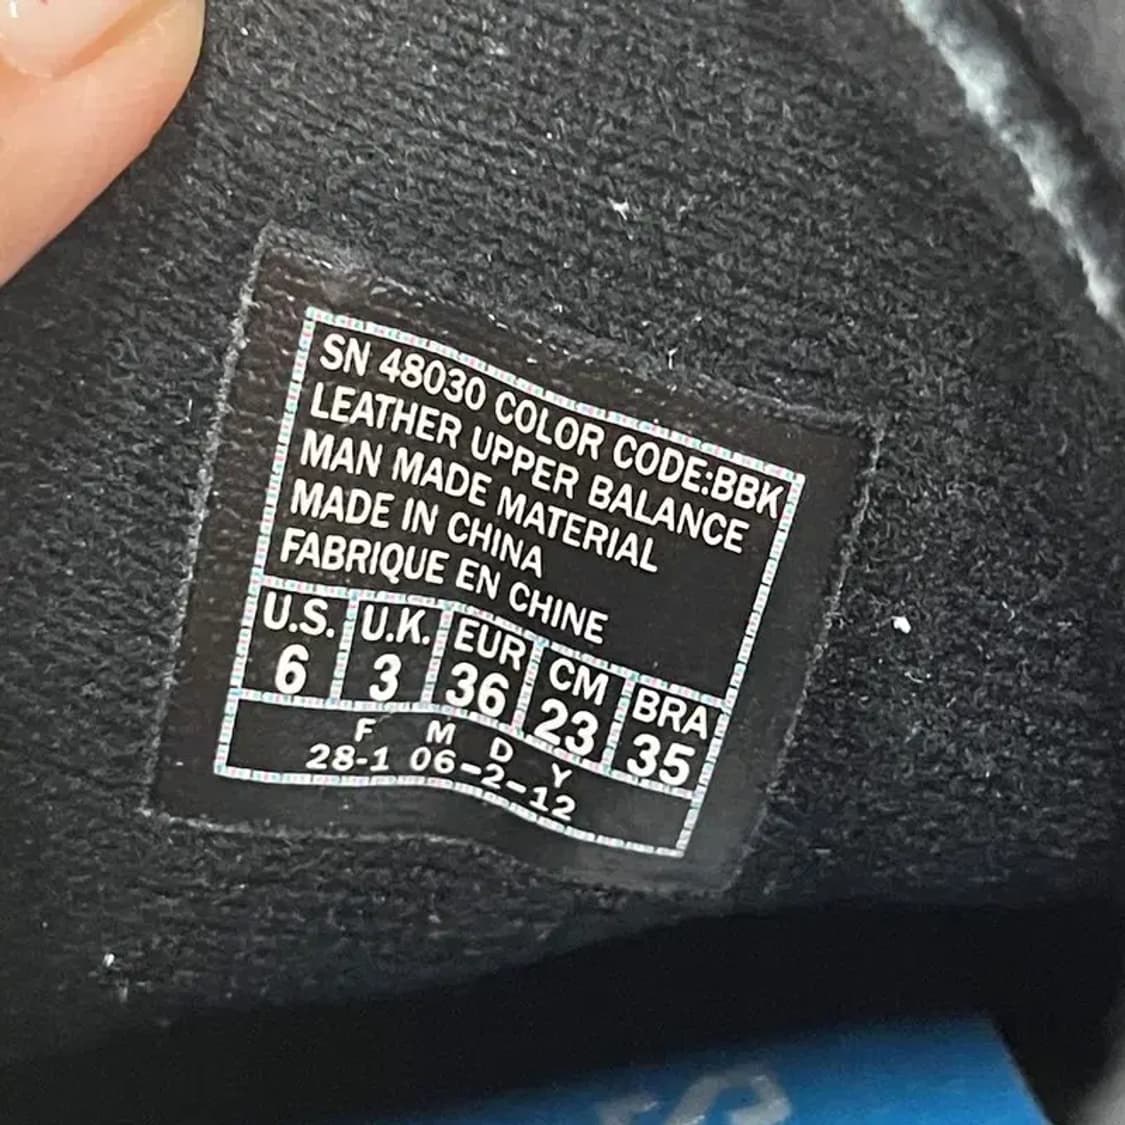 SN 48030 COLOR CODE:BBK
LEATHER UPPER BALANCE
MAN MADE MATERIAL
MADE IN CHINA
FABRIQUE EN CHINE
U.S. U.K. EUR CM BRA
6 3 36 23 35
F M D Y
28-1 06-2-12